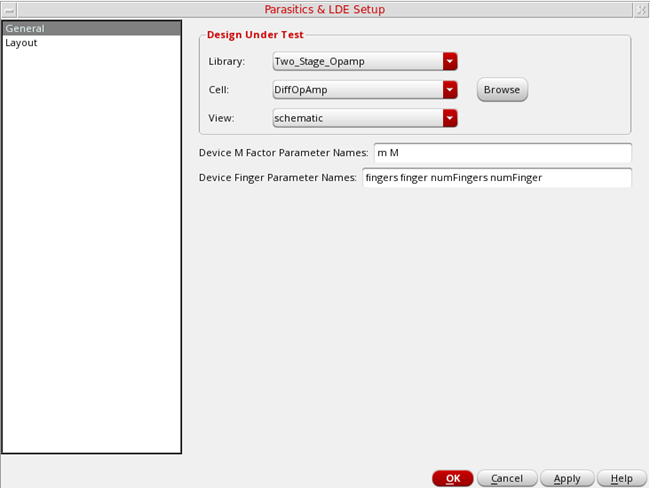 Parasitics & LDE Setup
General
Layout
Design Under Test
Library: Two_Stage_Opamp
Cell: DiffOpAmp Browse
View: schematic
Device M Factor Parameter Names: m M
Device Finger Parameter Names: fingers finger numFingers numFinger
OK Cancel Apply Help